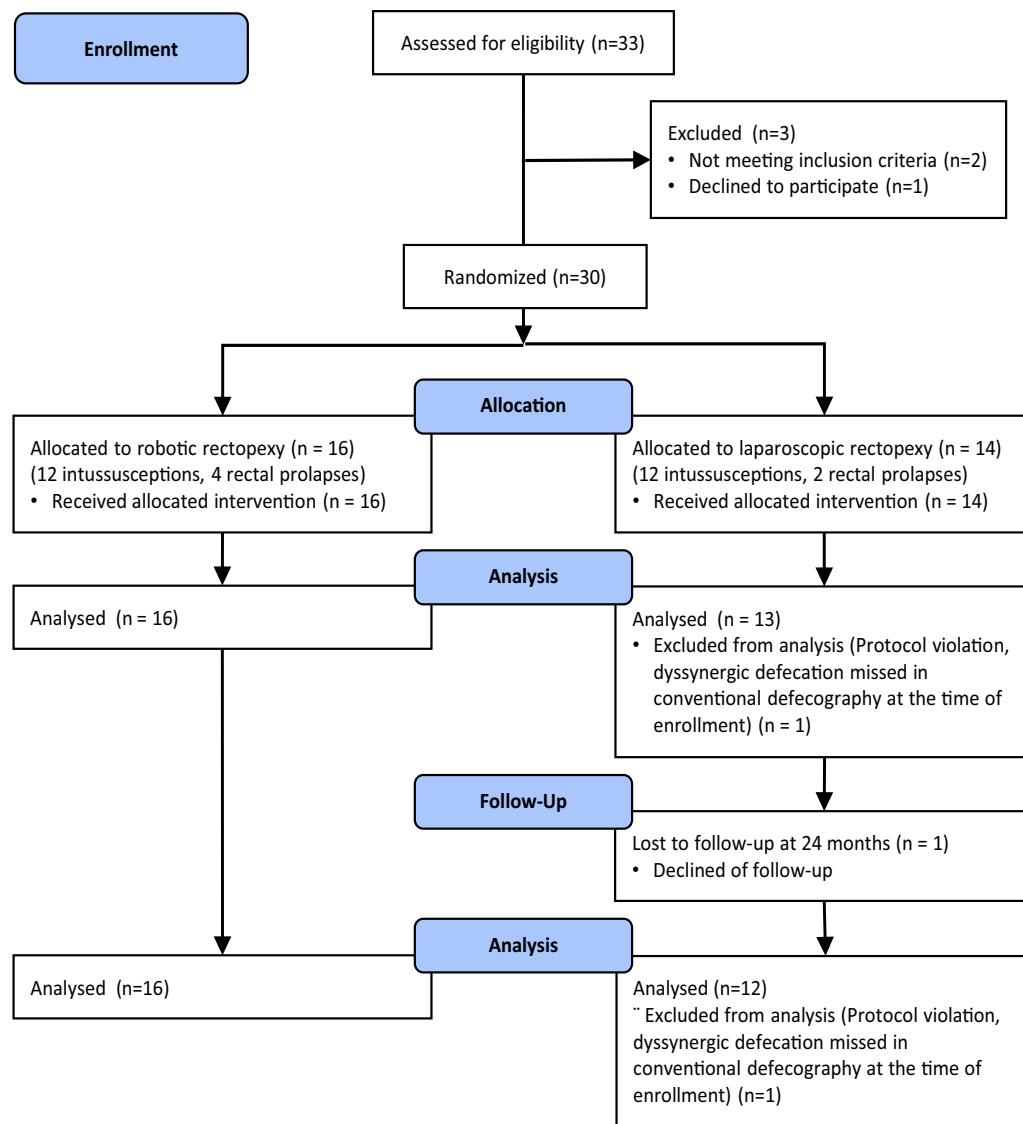 Enrollment
Assessed for eligibility (n=33)
Excluded (n=3)
• Not meeting inclusion criteria (n=2)
• Declined to participate (n=1)
Randomized (n=30)
Allocation
Allocated to robotic rectopexy (n = 16)
(12 intussusceptions, 4 rectal prolapses)
• Received allocated intervention (n = 16)
Allocated to laparoscopic rectopexy (n = 14)
(12 intussusceptions, 2 rectal prolapses)
• Received allocated intervention (n = 14)
Analysis
Analysed (n = 16)
Analysed (n = 13)
• Excluded from analysis (Protocol violation,
dyssynergic defecation missed in
conventional defecography at the time of
enrollment) (n = 1)
Follow-Up
Lost to follow-up at 24 months (n = 1)
• Declined of follow-up
Analysis
Analysed (n=16)
Analysed (n=12)
¨ Excluded from analysis (Protocol violation,
dyssynergic defecation missed in
conventional defecography at the time of
enrollment) (n=1)